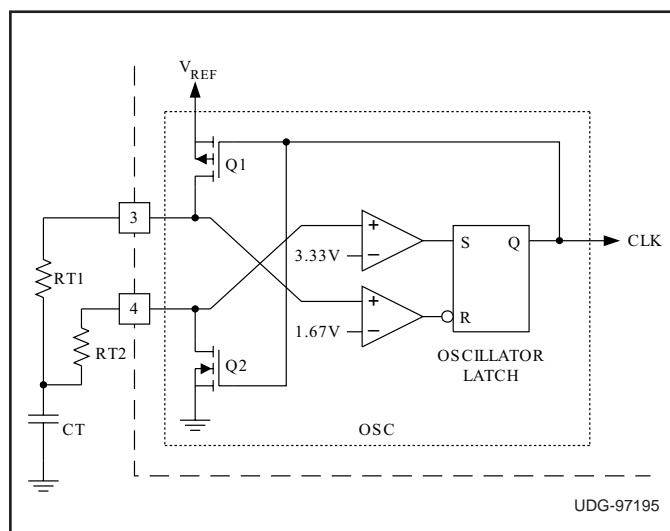 VREF
Q1
3
+
3.33V
−
S
Q
CLK
RT1
4
+
1.67V
−
R
RT2
Q2
OSCILLATOR
LATCH
CT
OSC
UDG-97195